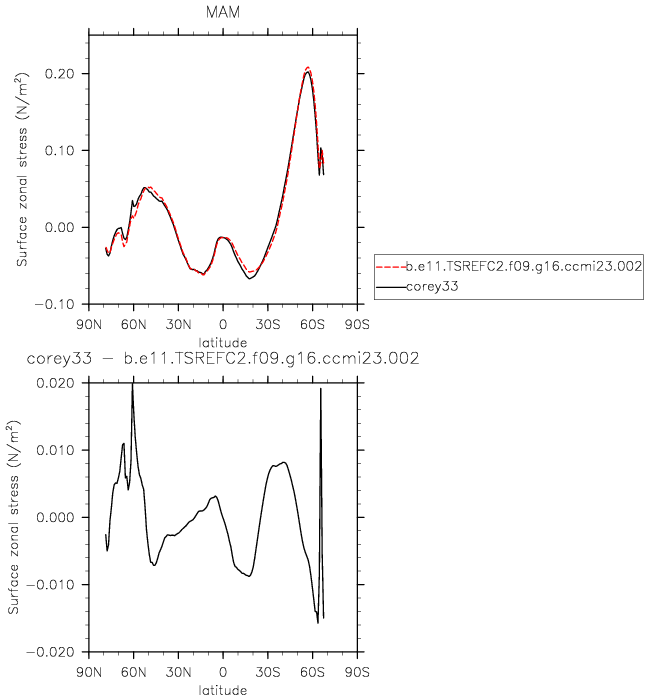 MAM
Surface zonal stress (N/m²)
0.20
0.10
0.00
−0.10
90N 60N 30N 0 30S 60S 90S
latitude
b.e11.TSREFC2.f09.g16.ccmi23.002
corey33
corey33 − b.e11.TSREFC2.f09.g16.ccmi23.002
Surface zonal stress (N/m²)
0.020
0.010
0.000
−0.010
−0.020
90N 60N 30N 0 30S 60S 90S
latitude